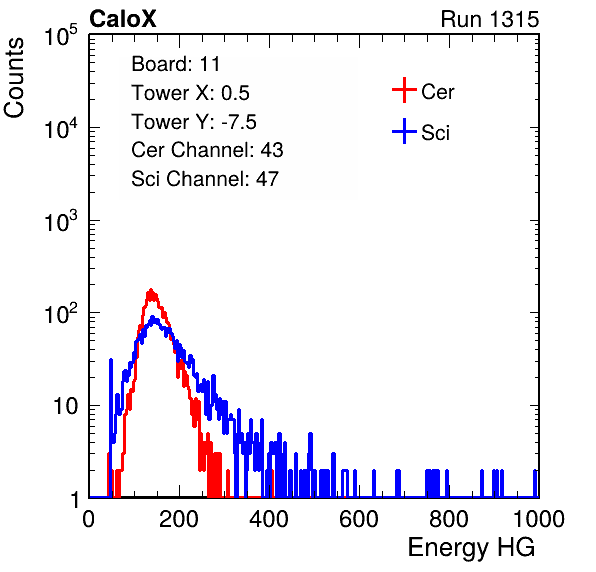 CaloX Run 1315
Counts
10^5
Board: 11
Tower X: 0.5
Tower Y: -7.5
Cer Channel: 43
Sci Channel: 47
Cer
Sci
10^4
10^3
10^2
10
1
0 200 400 600 800 1000
Energy HG